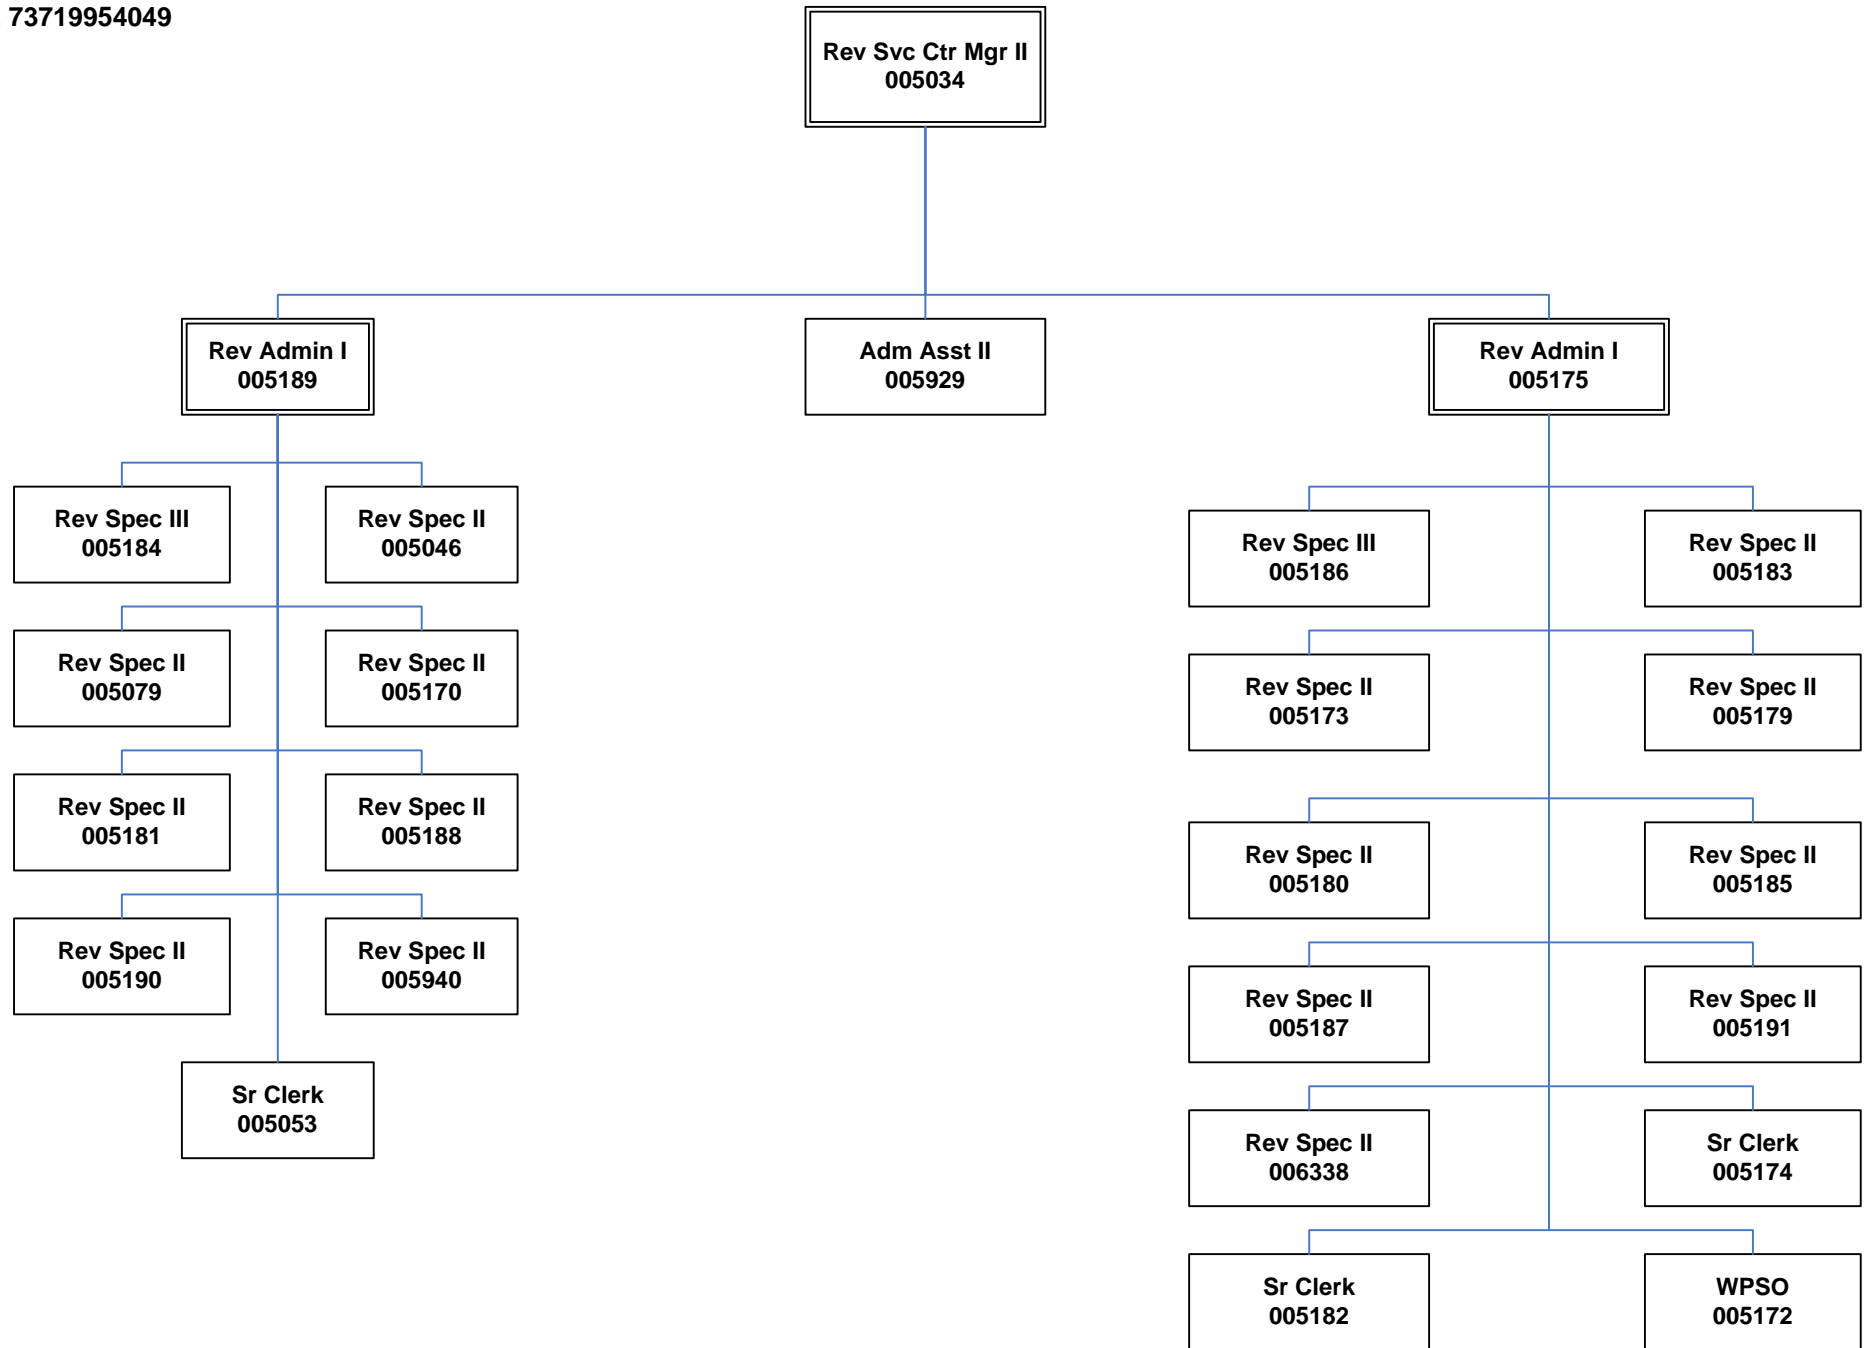 73719954049
Rev Svc Ctr Mgr II
005034
Rev Admin I
005189
Adm Asst II
005929
Rev Admin I
005175
Rev Spec III
005184
Rev Spec II
005046
Rev Spec II
005079
Rev Spec II
005170
Rev Spec II
005181
Rev Spec II
005188
Rev Spec II
005190
Rev Spec II
005940
Sr Clerk
005053
Rev Spec III
005186
Rev Spec II
005183
Rev Spec II
005173
Rev Spec II
005179
Rev Spec II
005180
Rev Spec II
005185
Rev Spec II
005187
Rev Spec II
005191
Rev Spec II
006338
Sr Clerk
005174
Sr Clerk
005182
WPSO
005172